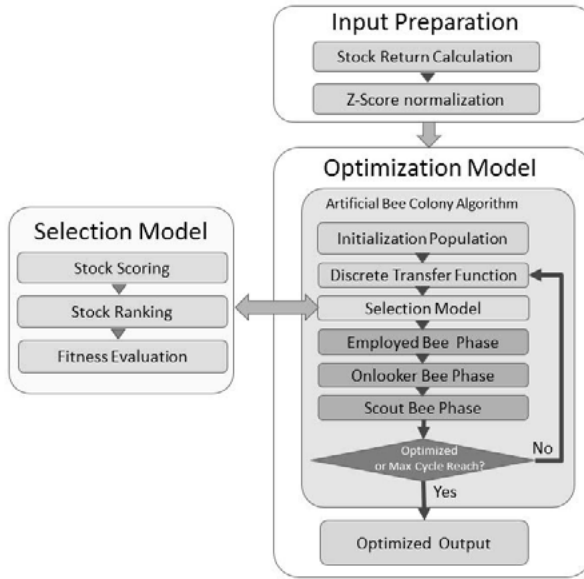 Input Preparation
Stock Return Calculation
Z-Score normalization
Optimization Model
Artificial Bee Colony Algorithm
Initialization Population
Discrete Transfer Function
Selection Model
Employed Bee Phase
Onlooker Bee Phase
Scout Bee Phase
Optimized
or Max Cycle Reach?
No
Yes
Optimized Output
Selection Model
Stock Scoring
Stock Ranking
Fitness Evaluation